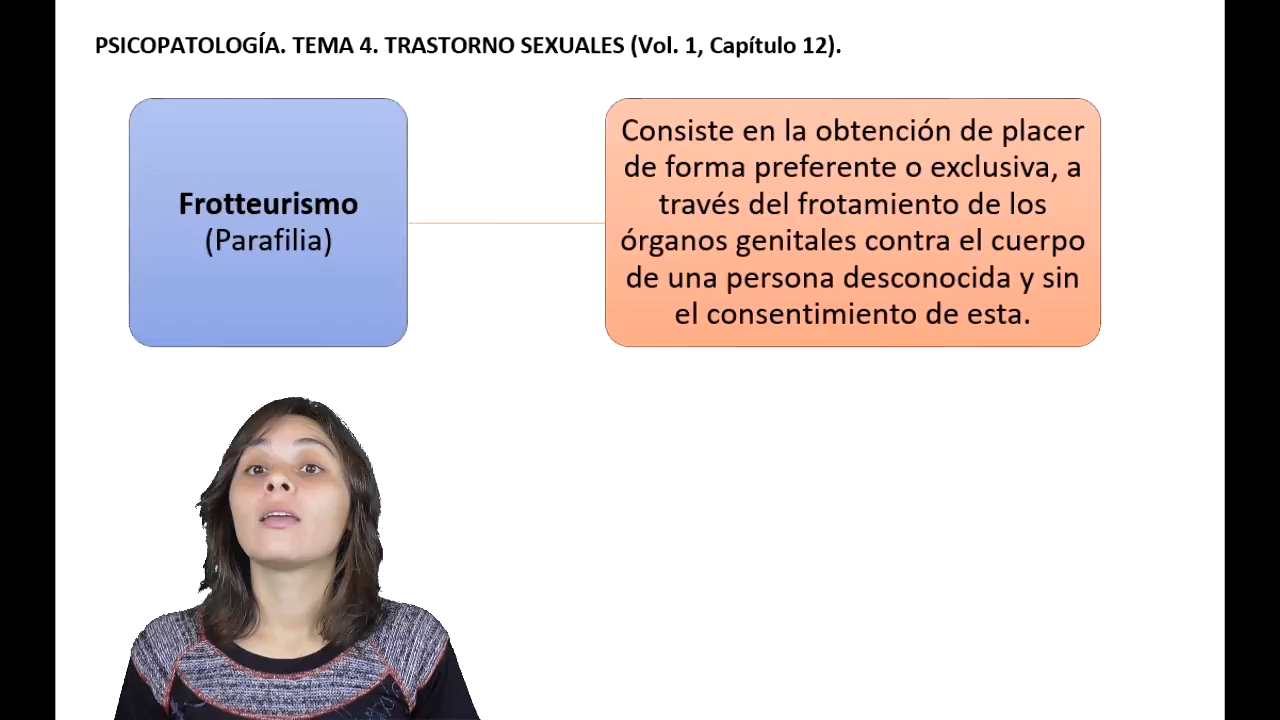 PSICOPATOLOGÍA. TEMA 4. TRASTORNO SEXUALES (Vol. 1, Capítulo 12).
Frotteurismo
(Parafilia)
Consiste en la obtención de placer
de forma preferente o exclusiva, a
través del frotamiento de los
órganos genitales contra el cuerpo
de una persona desconocida y sin
el consentimiento de esta.